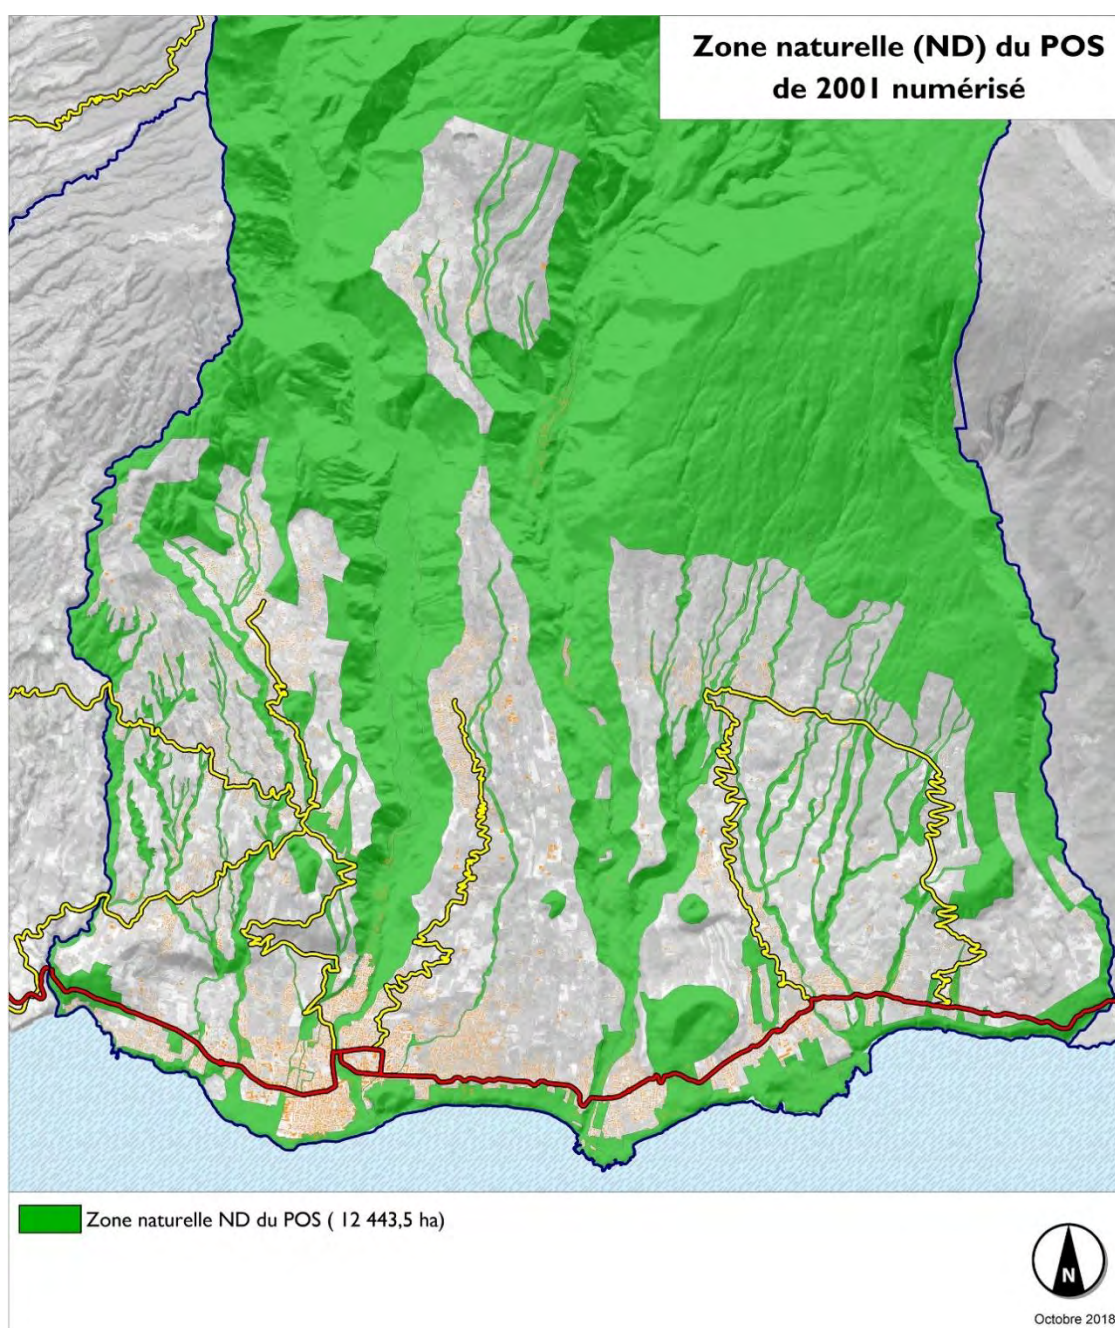 Zone naturelle (ND) du POS
de 2001 numérisé
Zone naturelle ND du POS ( 12 443,5 ha)
N
Octobre 2018